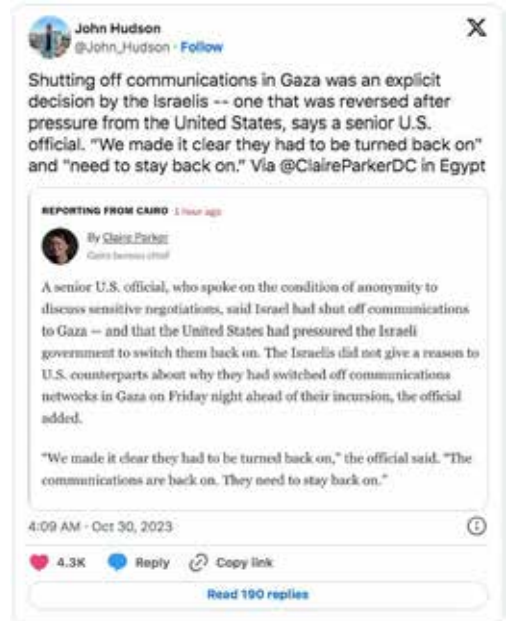 John Hudson
@John_Hudson · Follow
Shutting off communications in Gaza was an explicit
decision by the Israelis -- one that was reversed after
pressure from the United States, says a senior U.S.
official. "We made it clear they had to be turned back on"
and "need to stay back on." Via @ClaireParkerDC in Egypt
REPORTING FROM CAIRO 1 hour ago
By Claire Parker
Cairo bureau chief
A senior U.S. official, who spoke on the condition of anonymity to
discuss sensitive negotiations, said Israel had shut off communications
to Gaza — and that the United States had pressured the Israeli
government to switch them back on. The Israelis did not give a reason to
U.S. counterparts about why they had switched off communications
networks in Gaza on Friday night ahead of their incursion, the official
added.
"We made it clear they had to be turned back on," the official said. "The
communications are back on. They need to stay back on."
4:09 AM · Oct 30, 2023
4.3K Reply Copy link
Read 190 replies